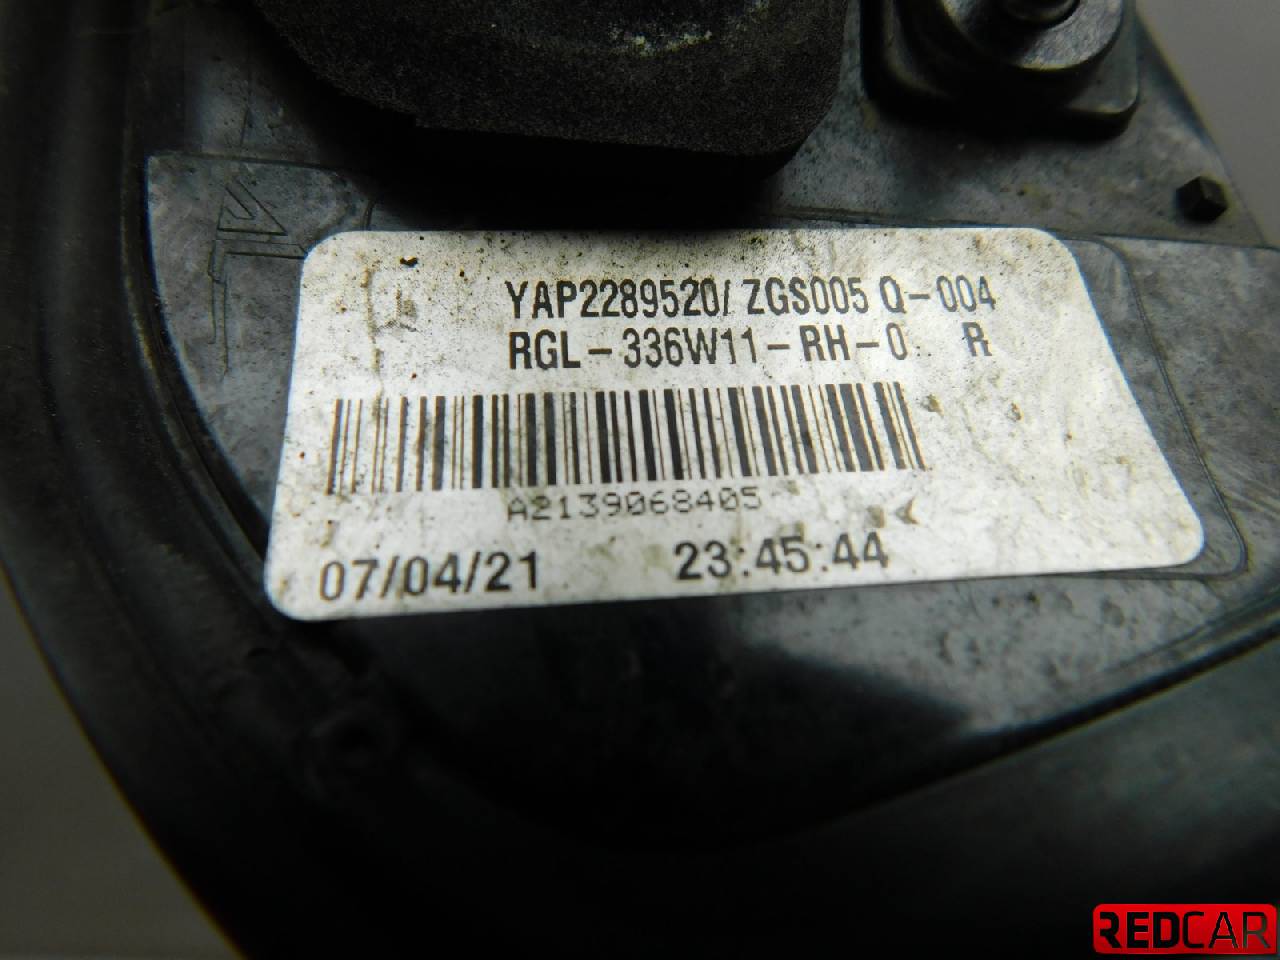 YAP2289520/ ZGS005 Q-004
RGL-336W11-RH-0 R
A2139068405
07/04/21 23:45:44
REDCAR